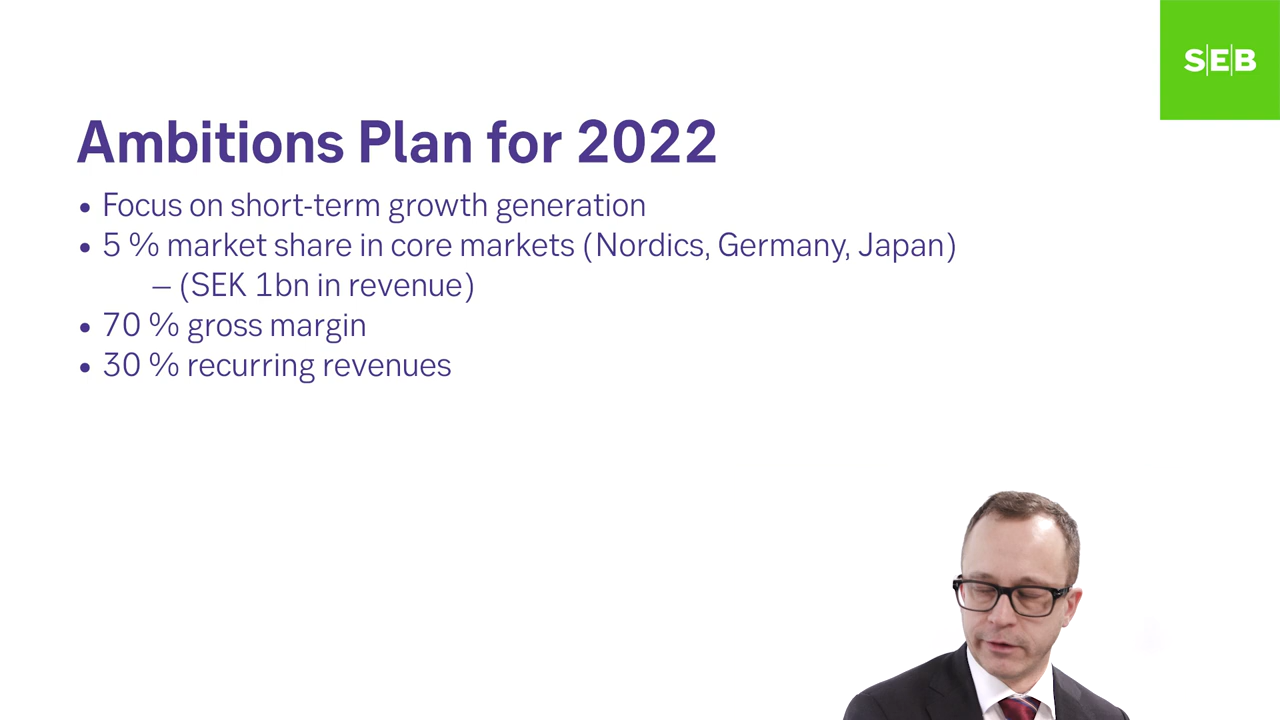 S|E|B
Ambitions Plan for 2022
• Focus on short-term growth generation
• 5 % market share in core markets (Nordics, Germany, Japan)
– (SEK 1bn in revenue)
• 70 % gross margin
• 30 % recurring revenues